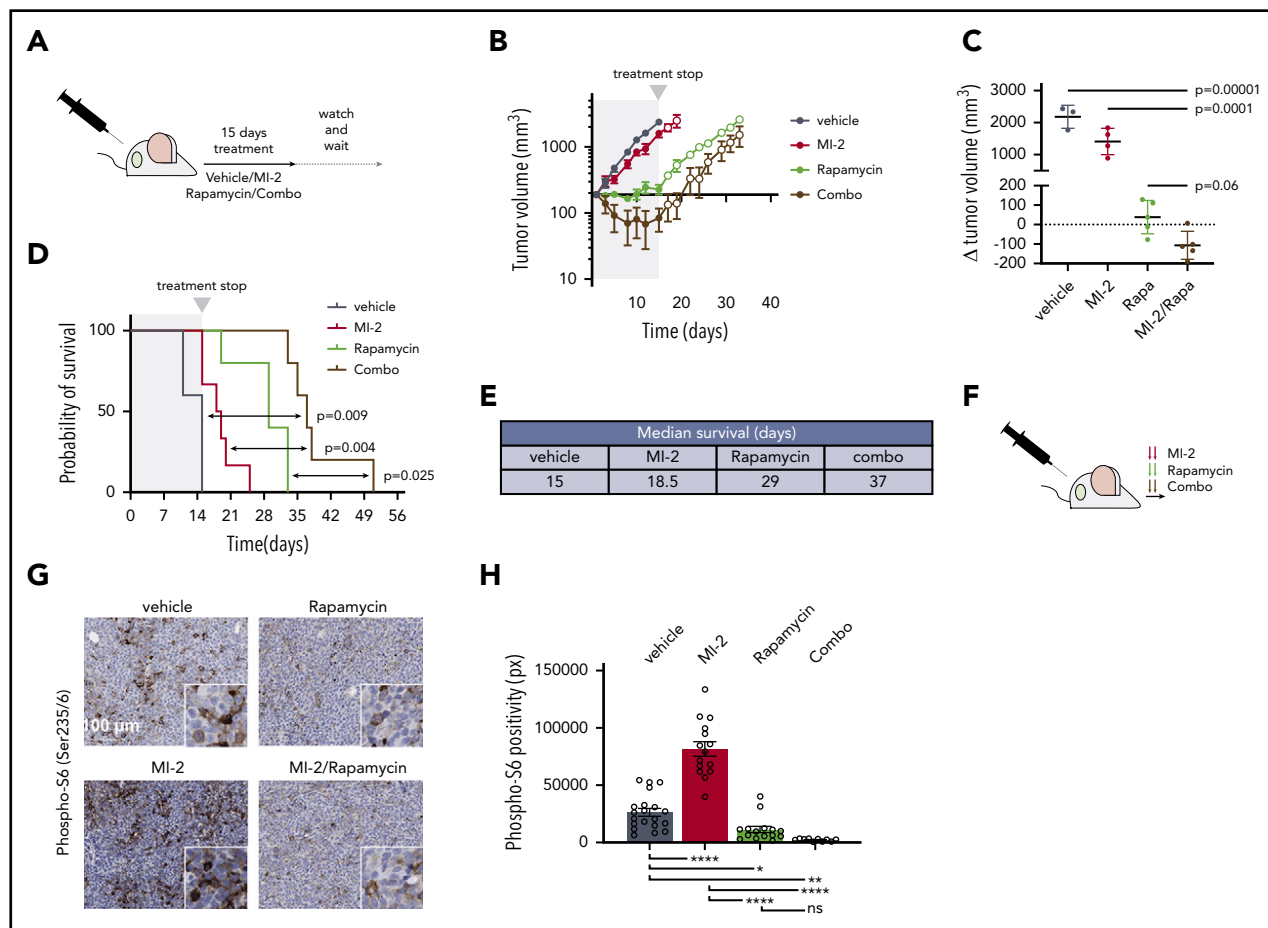 A
15 days
treatment
watch
and
wait
Vehicle/MI-2
Rapamycin/Combo
B
treatment stop
Tumor volume (mm3)
1000
100
10
10 20 30 40
Time (days)
vehicle
MI-2
Rapamycin
Combo
C
Δ tumor volume (mm3)
3000
2000
1000
200
100
0
-100
-200
p=0.00001
p=0.0001
p=0.06
vehicle
MI-2
Rapa
MI-2/Rapa
D
treatment stop
vehicle
MI-2
Rapamycin
Combo
Probability of survival
100
50
0
p=0.009
p=0.004
p=0.025
0 7 14 21 28 35 42 49 56
Time(days)
E
Median survival (days)
vehicle MI-2 Rapamycin combo
15 18.5 29 37
F
MI-2
Rapamycin
Combo
G
Phospho-S6 (Ser235/6)
vehicle Rapamycin
100 μm
MI-2 MI-2/Rapamycin
H
vehicle
MI-2
Rapamycin
Combo
Phospho-S6 positivity (px)
150000
100000
50000
0
****
*
**
****
****
ns